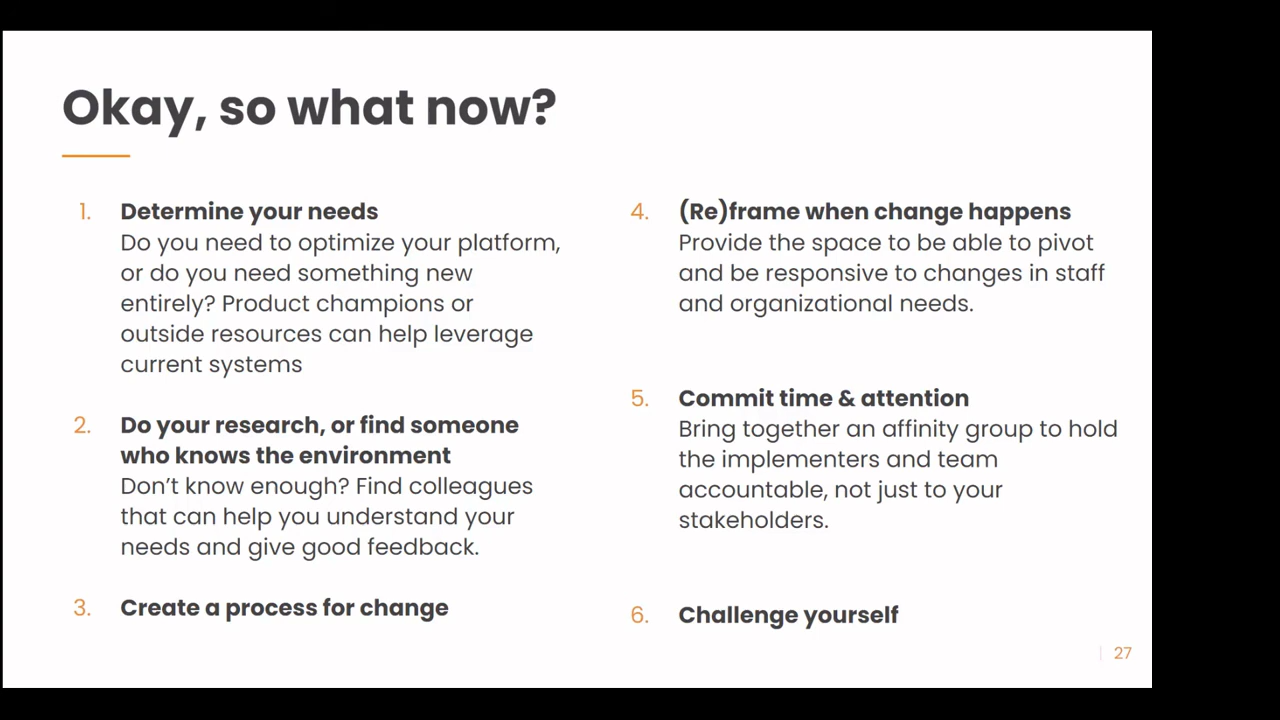 Okay, so what now?
1. Determine your needs
Do you need to optimize your platform,
or do you need something new
entirely? Product champions or
outside resources can help leverage
current systems
2. Do your research, or find someone
who knows the environment
Don't know enough? Find colleagues
that can help you understand your
needs and give good feedback.
3. Create a process for change
4. (Re)frame when change happens
Provide the space to be able to pivot
and be responsive to changes in staff
and organizational needs.
5. Commit time & attention
Bring together an affinity group to hold
the implementers and team
accountable, not just to your
stakeholders.
6. Challenge yourself
27